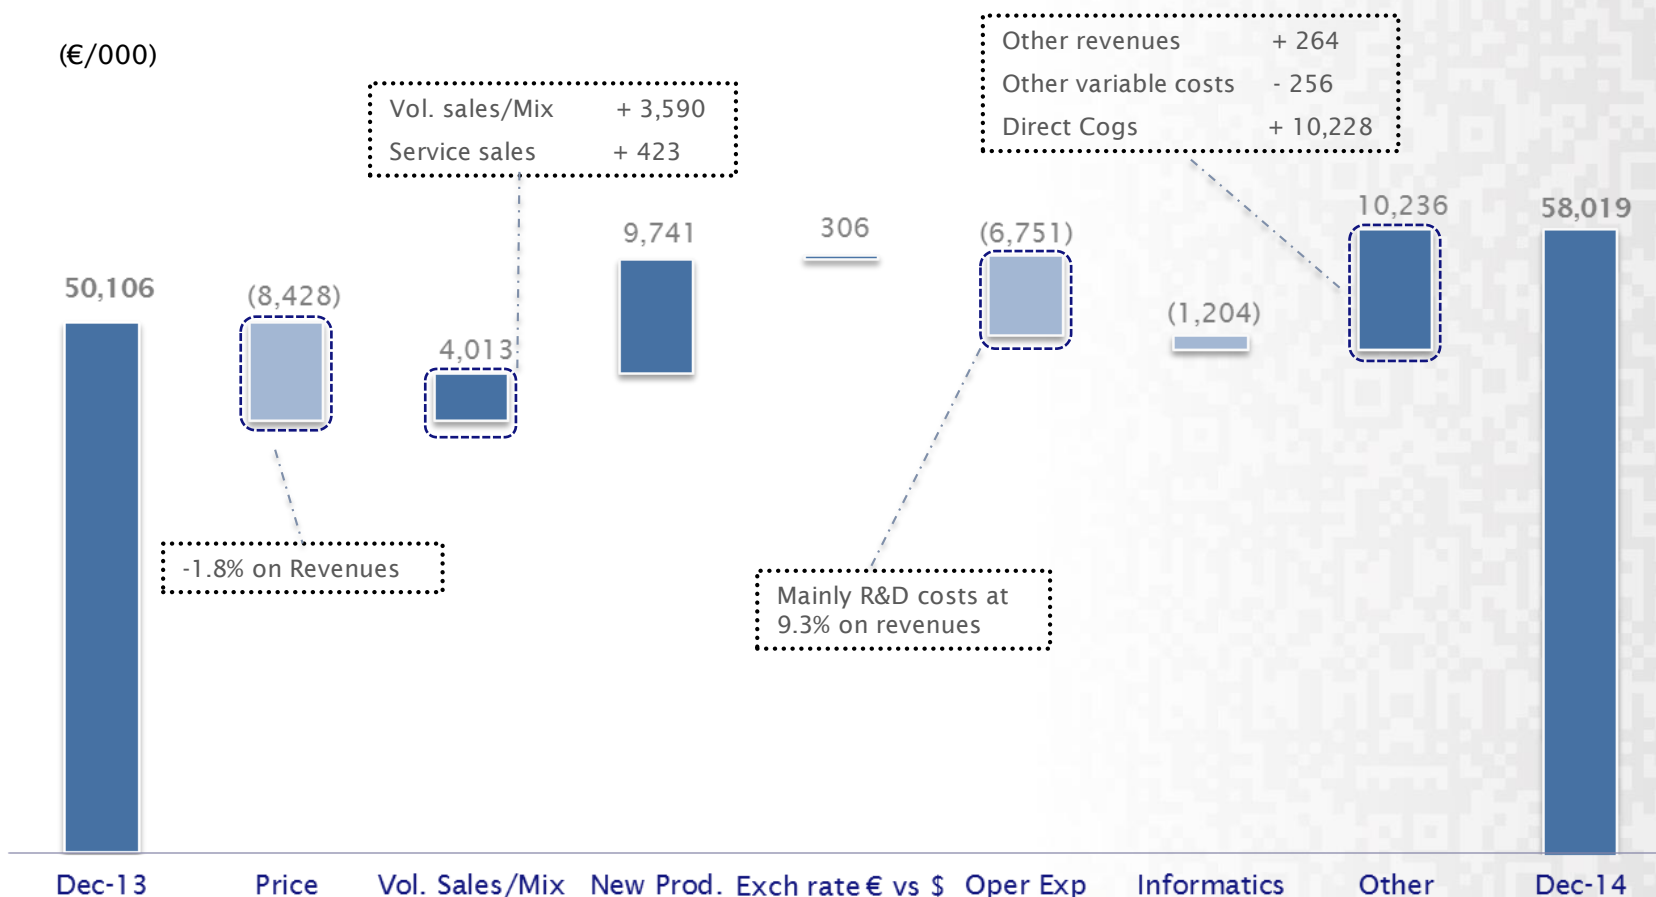 (€/000)
Other revenues + 264
Other variable costs - 256
Direct Cogs + 10,228
Vol. sales/Mix + 3,590
Service sales + 423
50,106
(8,428)
4,013
9,741
306
(6,751)
(1,204)
10,236
58,019
-1.8% on Revenues
Mainly R&D costs at
9.3% on revenues
Dec-13 Price Vol. Sales/Mix New Prod. Exch rate € vs $ Oper Exp Informatics Other Dec-14